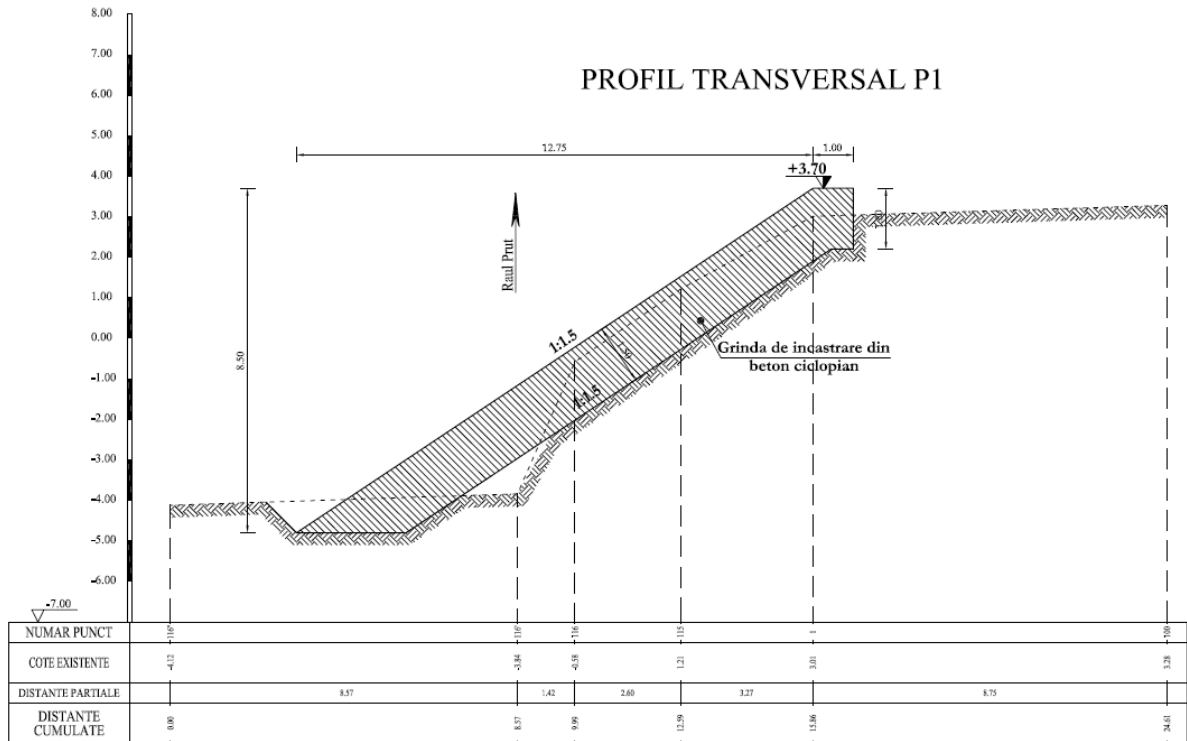 8.00
7.00
6.00
5.00
4.00
3.00
2.00
1.00
0.00
-1.00
-2.00
-3.00
-4.00
-5.00
-6.00
-7.00
PROFIL TRANSVERSAL P1
12.75
1.00
+3.70
8.50
Raul Prut
1:1.5
1:1.5
Grinda de incastrare din
beton ciclopian
NUMAR PUNCT 116 115 1 100
COTE EXISTENTE -4.12 -3.84 -0.58 1.21 3.01 3.28
DISTANTE PARTIALE 8.57 1.42 2.60 3.27 8.75
DISTANTE
CUMULATE 0.00 8.57 9.99 12.59 15.86 24.61